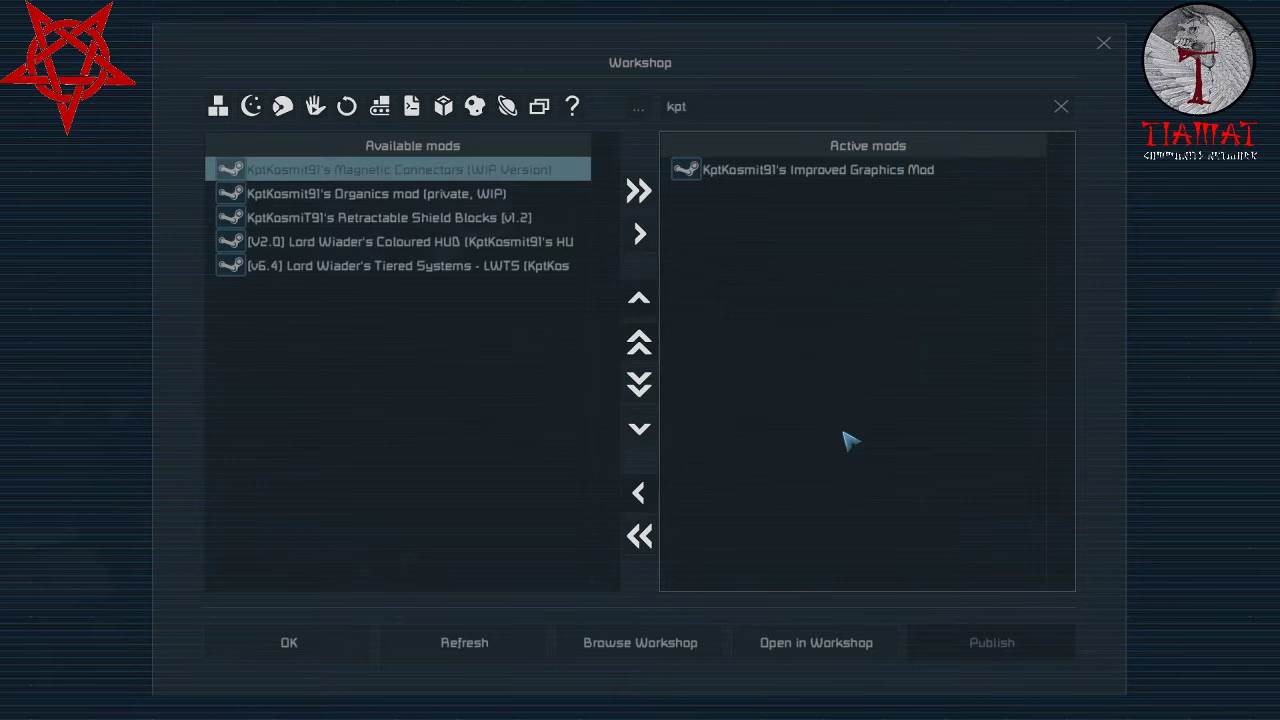 Workshop
...
kpt
Available mods
KptKosmit91's Magnetic Connectors (WIP Version)
KptKosmit91's Organics mod (private, WIP)
KptKosmiT91's Retractable Shield Blocks [v1.2]
[V2.0] Lord Wiader's Coloured HUD [KptKosmit91's HU
[v6.4] Lord Wiader's Tiered Systems - LWTS [KptKos
Active mods
KptKosmit91's Improved Graphics Mod
OK
Refresh
Browse Workshop
Open in Workshop
Publish
TIAMAT
COMMUNITY NETWORK